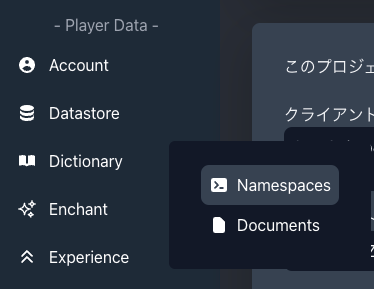 - Player Data -
Account
Datastore
Dictionary
Enchant
Experience
Namespaces
Documents
このプロジェ
クライアント